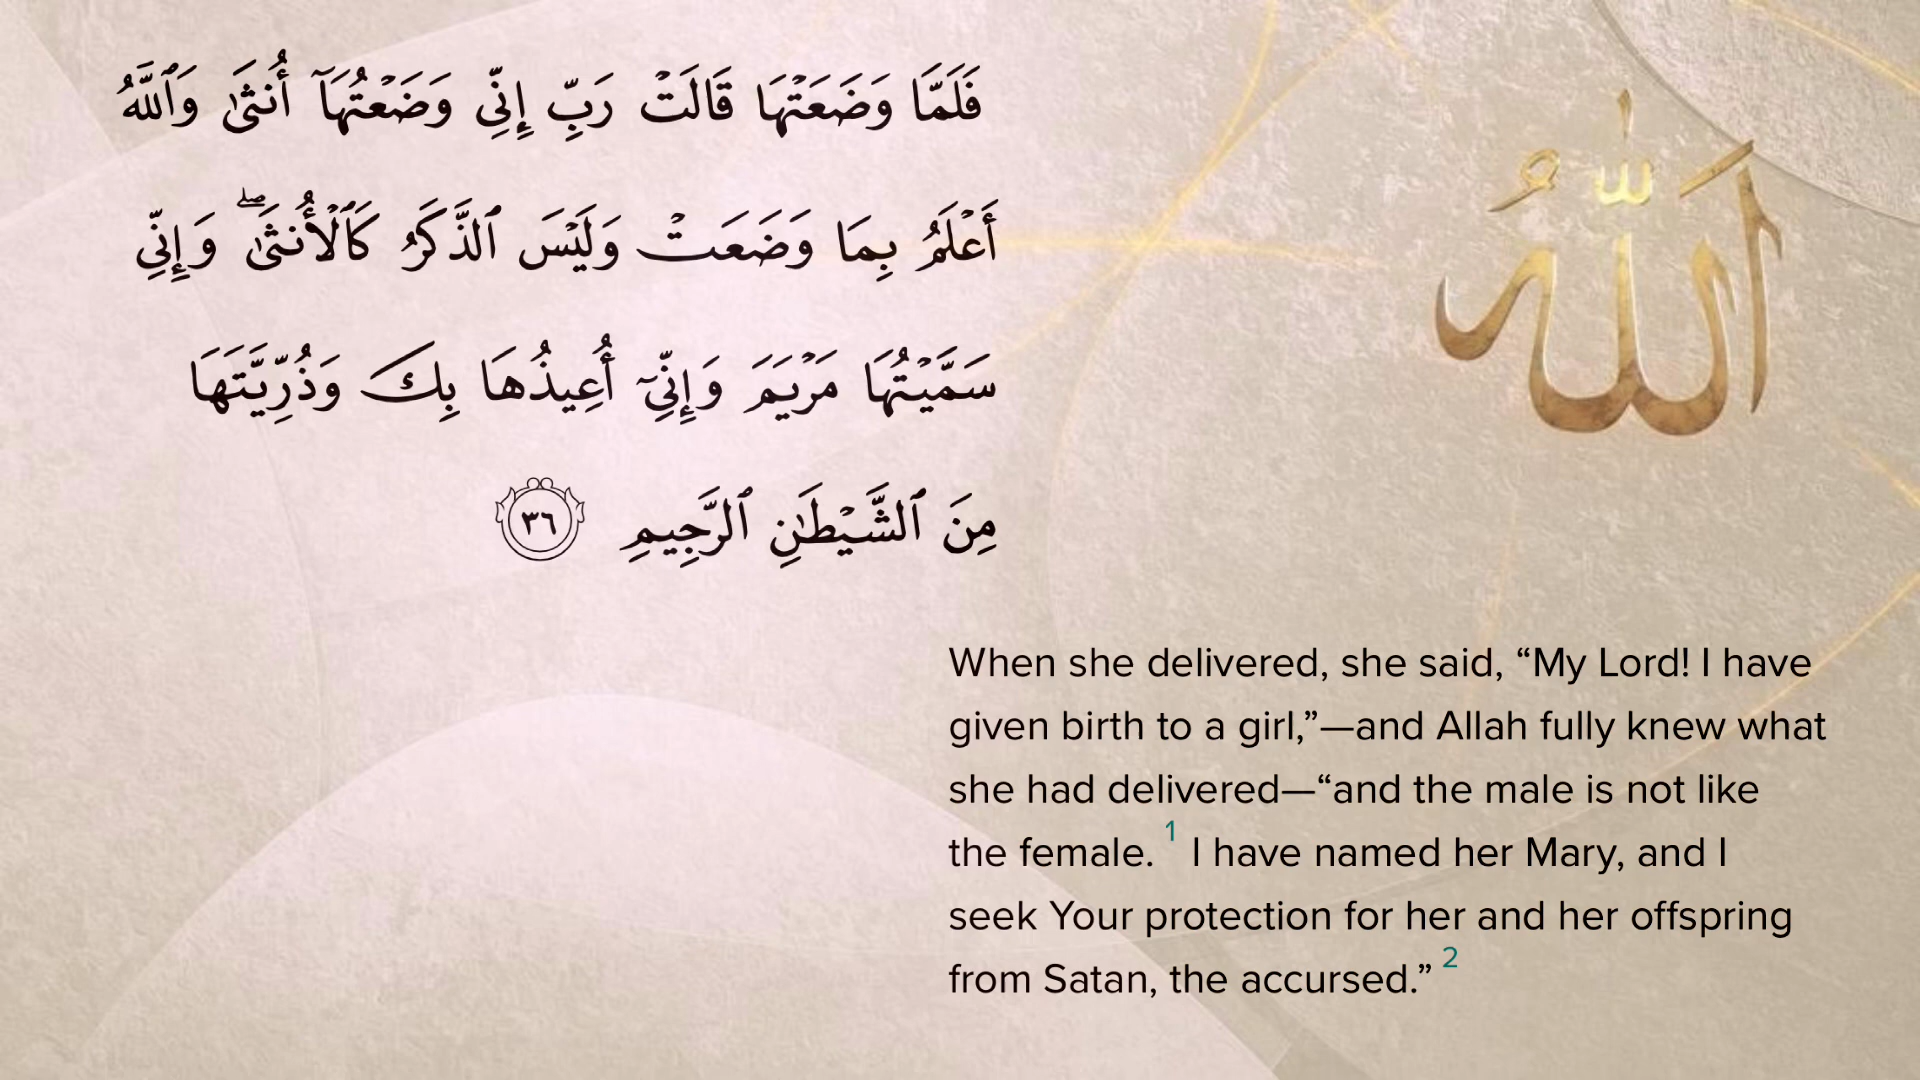 فَلَمَّا وَضَعَتْهَا قَالَتْ رَبِّ إِنِّي وَضَعْتُهَآ أُنثَىٰ وَٱللَّهُ
أَعْلَمُ بِمَا وَضَعَتْ وَلَيْسَ ٱلذَّكَرُ كَٱلْأُنثَىٰ ۖ وَإِنِّي
سَمَّيْتُهَا مَرْيَمَ وَإِنِّيٓ أُعِيذُهَا بِكَ وَذُرِّيَّتَهَا
مِنَ ٱلشَّيْطَـٰنِ ٱلرَّجِيمِ ٣٦
اللّٰهُ
When she delivered, she said, “My Lord! I have
given birth to a girl,”—and Allah fully knew what
she had delivered—“and the male is not like
the female. 1 I have named her Mary, and I
seek Your protection for her and her offspring
from Satan, the accursed.” 2